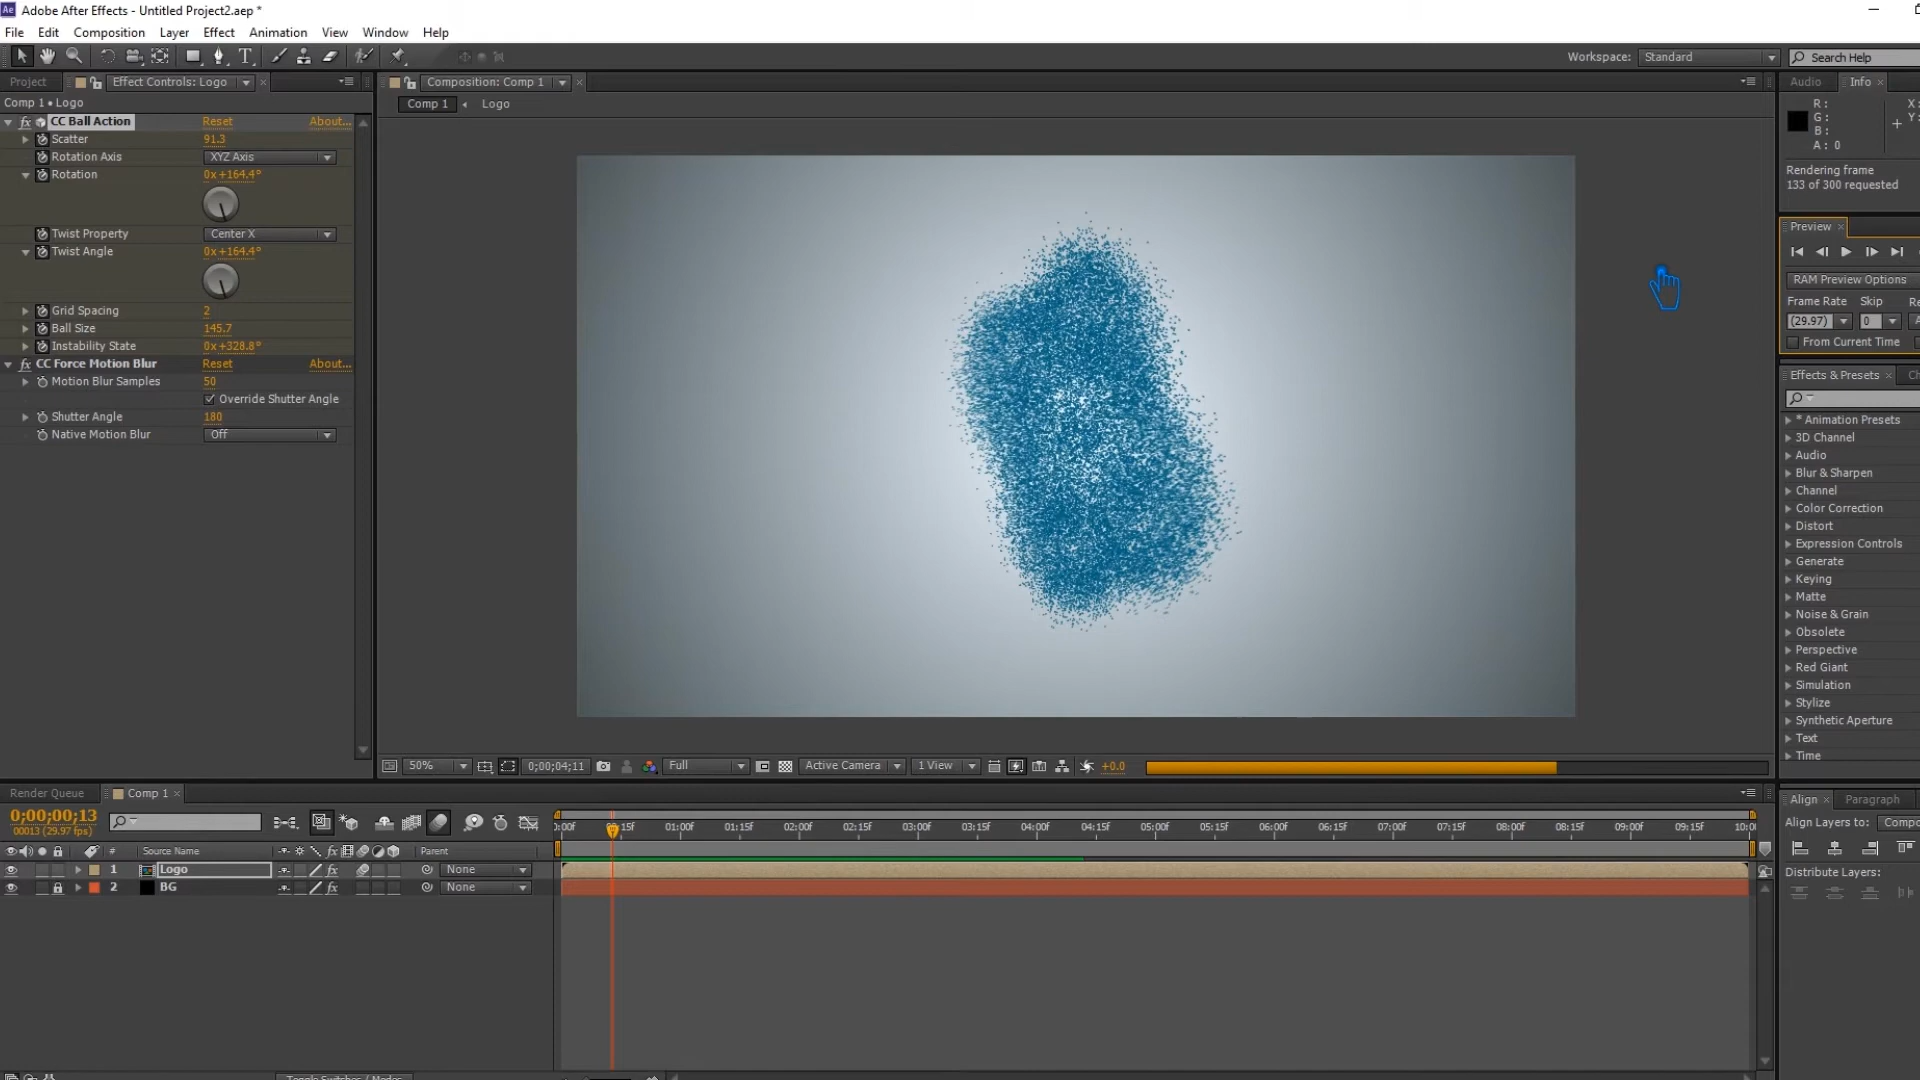 Adobe After Effects - Untitled Project2.aep *
File Edit Composition Layer Effect Animation View Window Help
Workspace: Standard Search Help
Project Effect Controls: Logo
Composition: Comp 1
Audio Info
Comp 1 • Logo
Comp 1 Logo
CC Ball Action Reset About...
Scatter 91.3
Rotation Axis XYZ Axis
Rotation 0x+164.4°
Twist Property Center X
Twist Angle 0x+164.4°
Grid Spacing 2
Ball Size 145.7
Instability State 0x+328.8°
CC Force Motion Blur Reset About...
Motion Blur Samples 50
Override Shutter Angle
Shutter Angle 180
Native Motion Blur Off
R :
G :
B :
A : 0
X :
Y :
Rendering frame
133 of 300 requested
Preview
RAM Preview Options
Frame Rate Skip
(29.97) 0
From Current Time
Effects & Presets
* Animation Presets
3D Channel
Audio
Blur & Sharpen
Channel
Color Correction
Distort
Expression Controls
Generate
Keying
Matte
Noise & Grain
Obsolete
Perspective
Red Giant
Simulation
Stylize
Synthetic Aperture
Text
Time
50% 0;00;04;11 Full Active Camera 1 View +0.0
Render Queue Comp 1
0;00;00;13
00013 (29.97 fps)
:00f 15f 01:00f 01:15f 02:00f 02:15f 03:00f 03:15f 04:00f 04:15f 05:00f 05:15f 06:00f 06:15f 07:00f 07:15f 08:00f 08:15f 09:00f 09:15f 10:0
# Source Name Parent
1 Logo None
2 BG None
Align Paragraph
Align Layers to:
Distribute Layers:
Toggle Switches / Modes